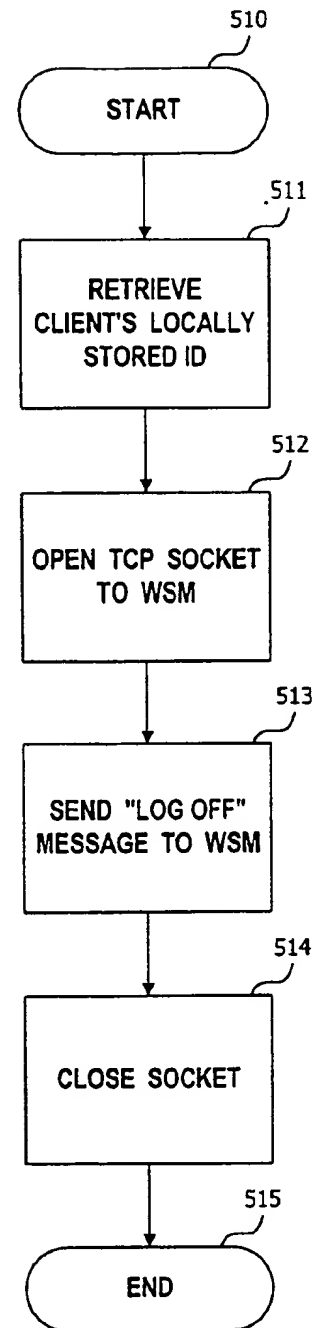 510
START
511
RETRIEVE
CLIENT'S LOCALLY
STORED ID
512
OPEN TCP SOCKET
TO WSM
513
SEND "LOG OFF"
MESSAGE TO WSM
514
CLOSE SOCKET
515
END